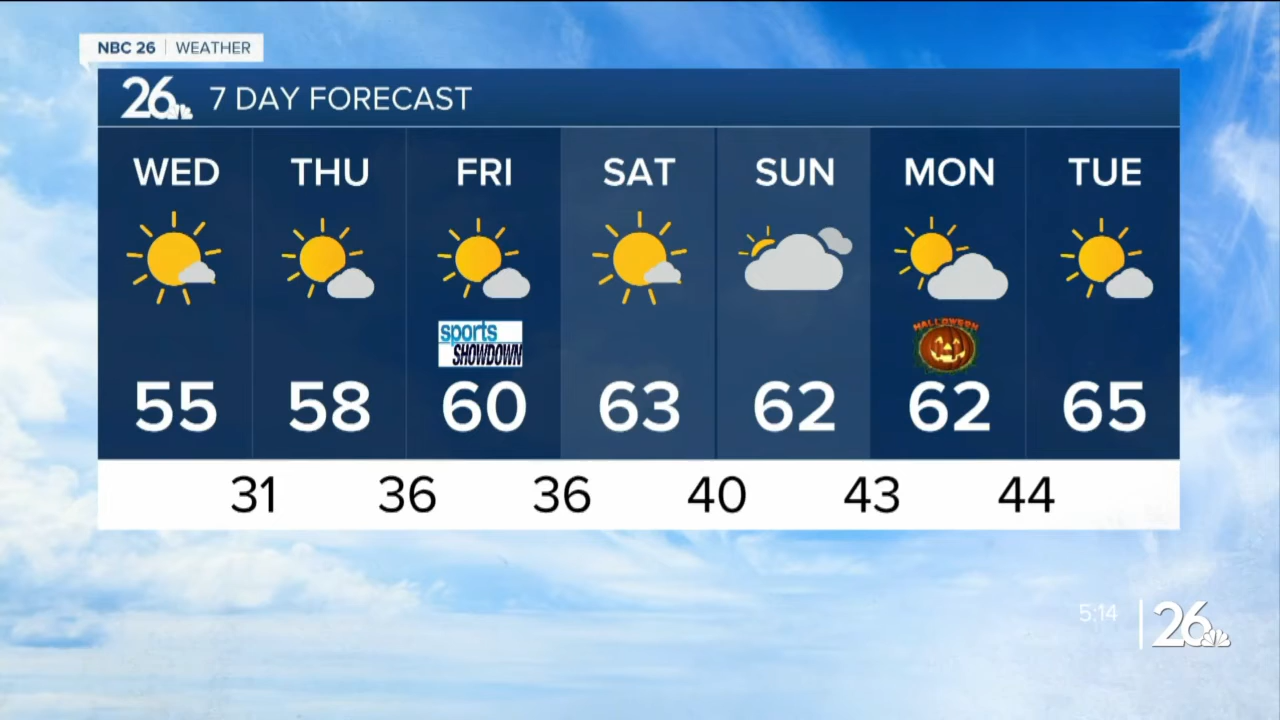 NBC 26 | WEATHER
26 7 DAY FORECAST
WED THU FRI SAT SUN MON TUE
sports
SHOWDOWN
HALLOWEEN
55 58 60 63 62 62 65
31 36 36 40 43 44
5:14 | 26